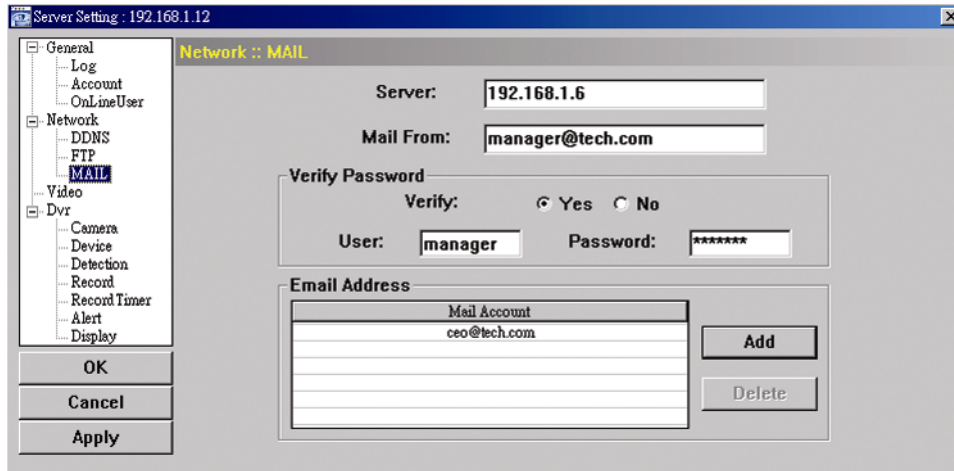 Server Setting : 192.168.1.12
General
Log
Account
OnLineUser
Network
DDNS
FTP
MAIL
Video
Dvr
Camera
Device
Detection
Record
Record Timer
Alert
Display
OK
Cancel
Apply
Network :: MAIL
Server: 192.168.1.6
Mail From: manager@tech.com
Verify Password
Verify: Yes No
User: manager Password: *******
Email Address
Mail Account
ceo@tech.com
Add
Delete